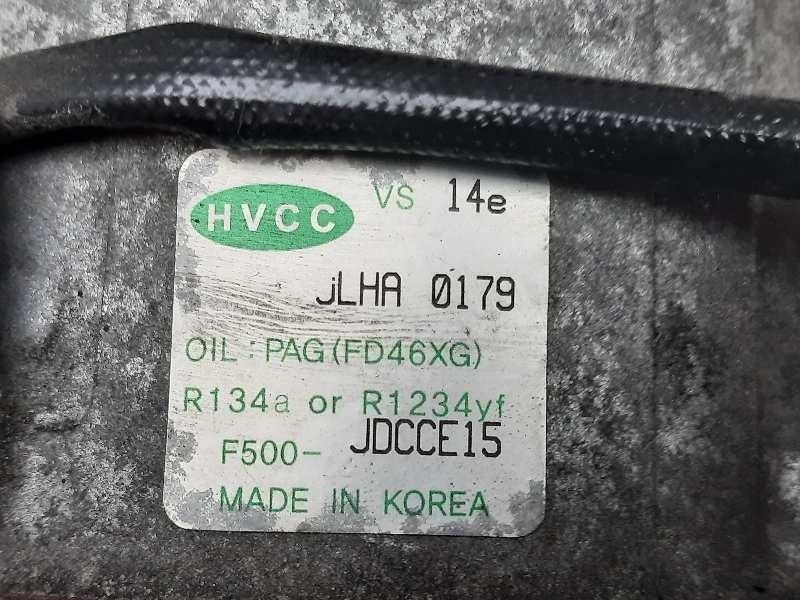 HVCC VS 14e
jLHA 0179
OIL : PAG(FD46XG)
R134a or R1234yf
F500- JDCCE15
MADE IN KOREA